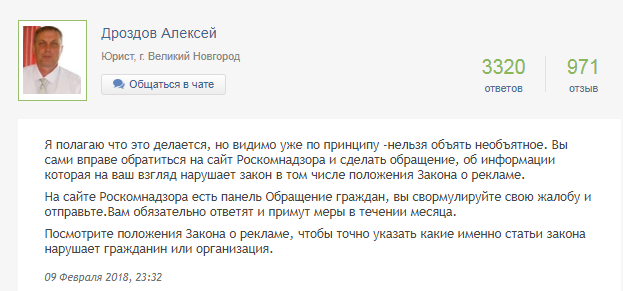 Дроздов Алексей
Юрист, г. Великий Новгород
Общаться в чате
3320
ответов
971
отзыв
Я полагаю что это делается, но видимо уже по принципу -нельзя объять необъятное. Вы
сами вправе обратиться на сайт Роскомнадзора и сделать обращение, об информации
которая на ваш взгляд нарушает закон в том числе положения Закона о рекламе.
На сайте Роскомнадзора есть панель Обращение граждан, вы свормулируйте свою жалобу и
отправьте.Вам обязательно ответят и примут меры в течении месяца.
Посмотрите положения Закона о рекламе, чтобы точно указать какие именно статьи закона
нарушает гражданин или организация.
09 Февраля 2018, 23:32